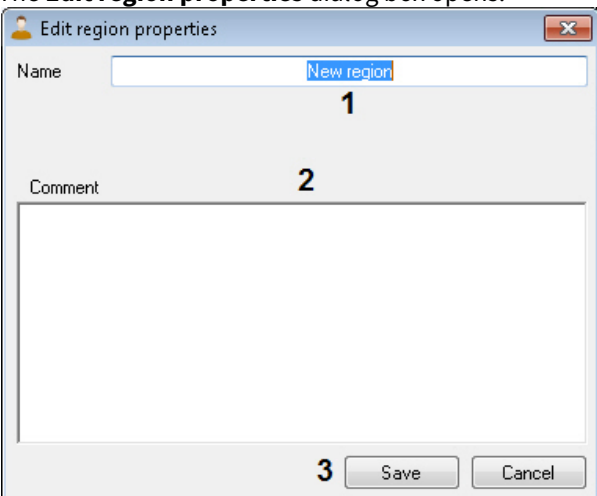 The Edit region properties dialog box opens:
Edit region properties
Name New region
1
2
Comment
3 Save Cancel